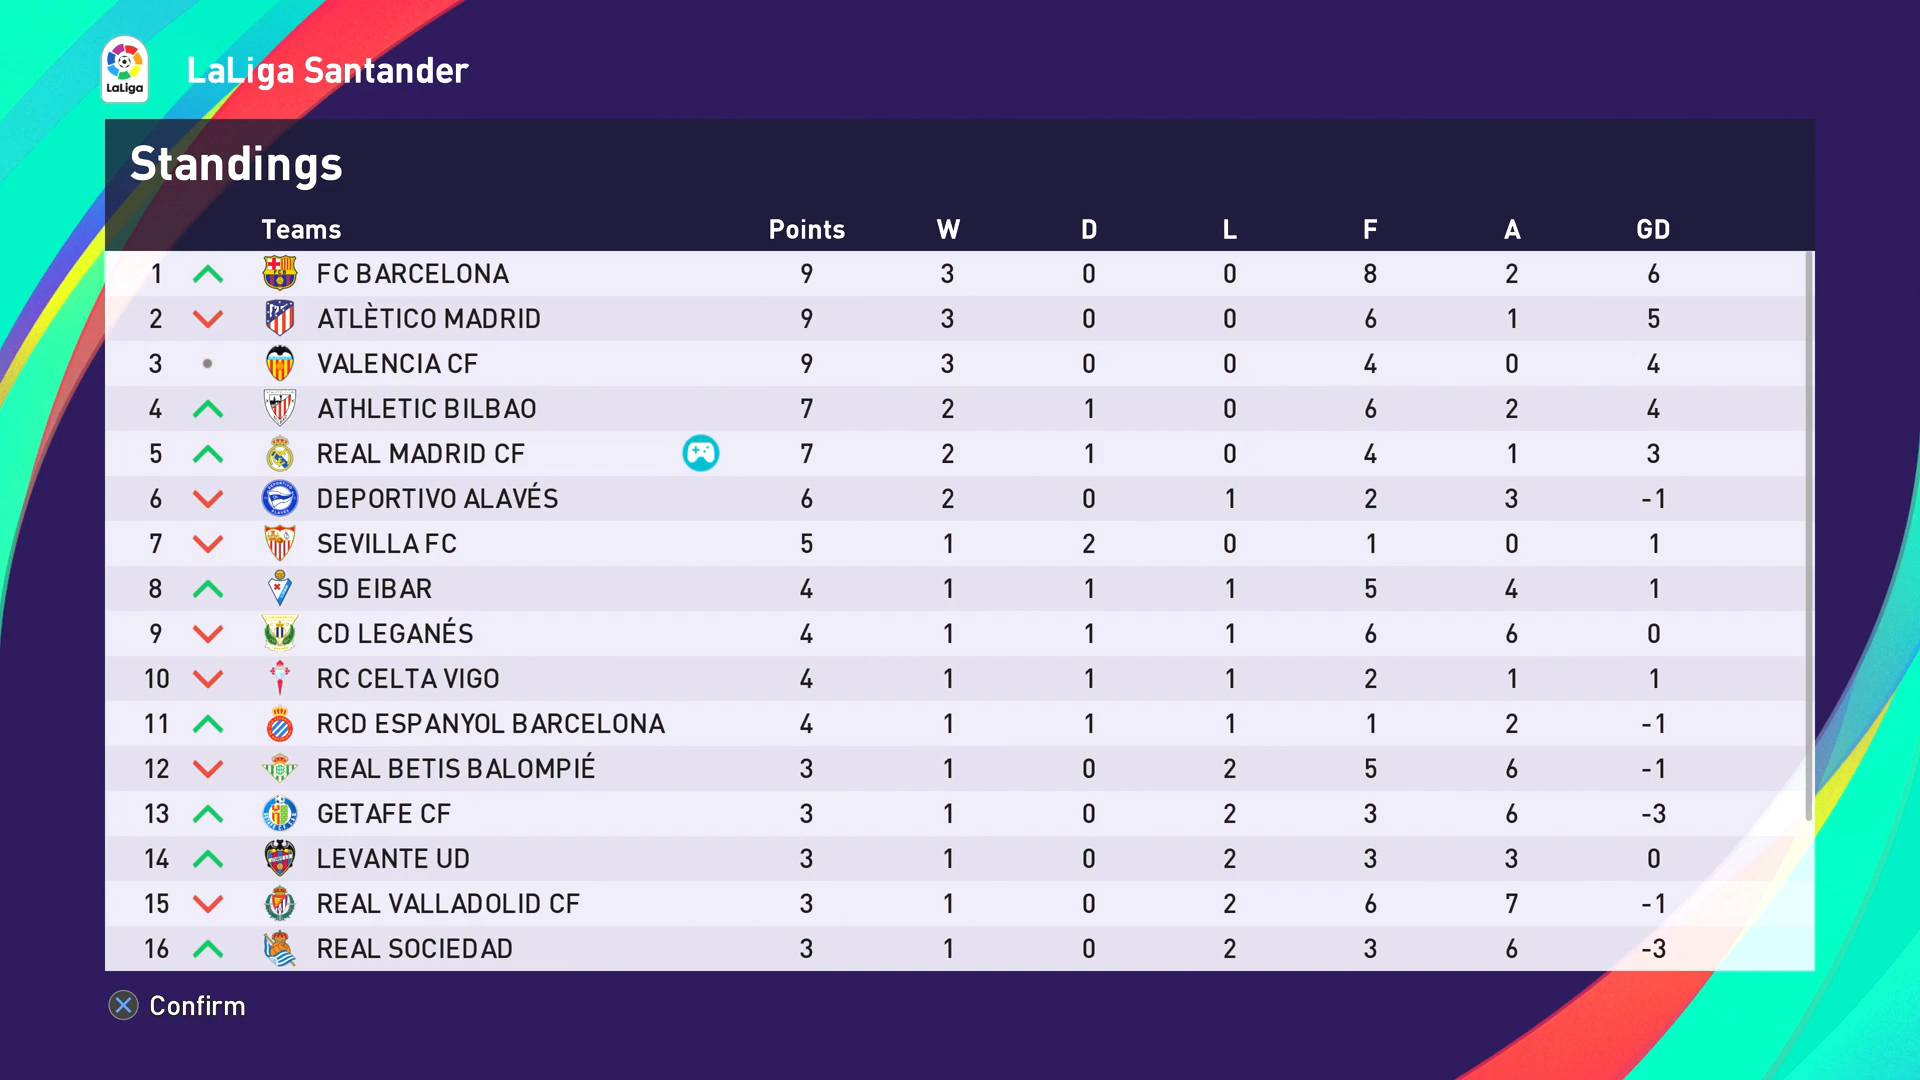 LaLiga
LaLiga Santander
Standings
Teams Points W D L F A GD
1 FC BARCELONA 9 3 0 0 8 2 6
2 ATLÈTICO MADRID 9 3 0 0 6 1 5
3 VALENCIA CF 9 3 0 0 4 0 4
4 ATHLETIC BILBAO 7 2 1 0 6 2 4
5 REAL MADRID CF 7 2 1 0 4 1 3
6 DEPORTIVO ALAVÉS 6 2 0 1 2 3 -1
7 SEVILLA FC 5 1 2 0 1 0 1
8 SD EIBAR 4 1 1 1 5 4 1
9 CD LEGANÉS 4 1 1 1 6 6 0
10 RC CELTA VIGO 4 1 1 1 2 1 1
11 RCD ESPANYOL BARCELONA 4 1 1 1 1 2 -1
12 REAL BETIS BALOMPIÉ 3 1 0 2 5 6 -1
13 GETAFE CF 3 1 0 2 3 6 -3
14 LEVANTE UD 3 1 0 2 3 3 0
15 REAL VALLADOLID CF 3 1 0 2 6 7 -1
16 REAL SOCIEDAD 3 1 0 2 3 6 -3
Confirm